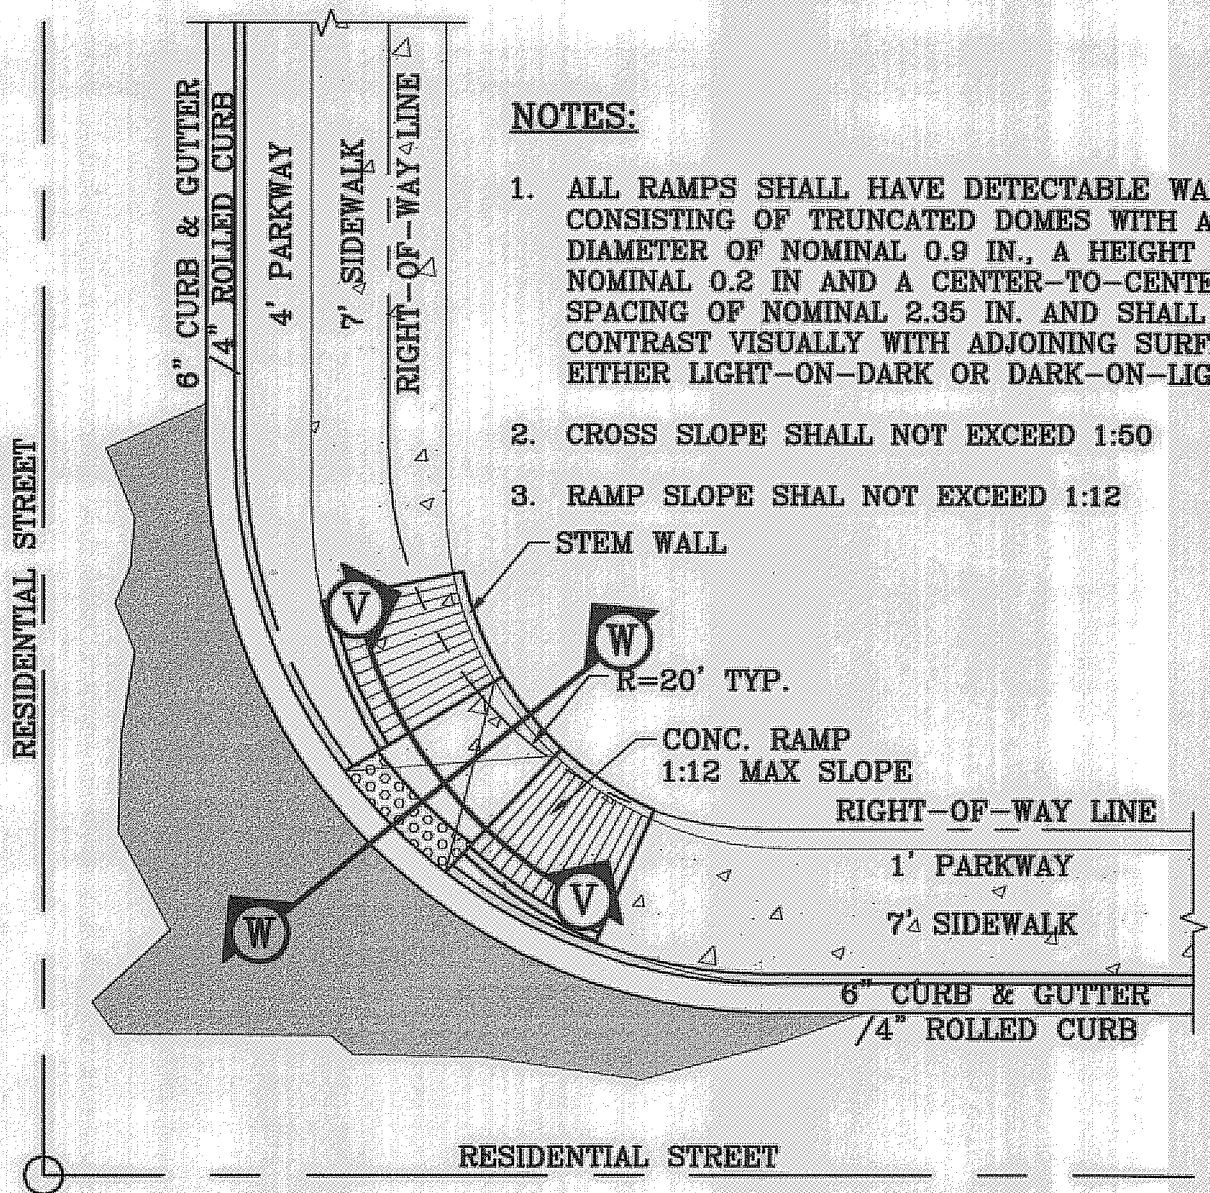 NOTES:
1. ALL RAMPS SHALL HAVE DETECTABLE WA
CONSISTING OF TRUNCATED DOMES WITH A
DIAMETER OF NOMINAL 0.9 IN., A HEIGHT
NOMINAL 0.2 IN AND A CENTER-TO-CENTE
SPACING OF NOMINAL 2.35 IN. AND SHALL
CONTRAST VISUALLY WITH ADJOINING SURF
EITHER LIGHT-ON-DARK OR DARK-ON-LIG
2. CROSS SLOPE SHALL NOT EXCEED 1:50
3. RAMP SLOPE SHAL NOT EXCEED 1:12
6" CURB & GUTTER
/4" ROLLED CURB
4' PARKWAY
7' SIDEWALK
RIGHT-OF-WAY LINE
RESIDENTIAL STREET
STEM WALL
V
W
R=20' TYP.
CONC. RAMP
1:12 MAX SLOPE
RIGHT-OF-WAY LINE
1' PARKWAY
V
W
7' SIDEWALK
6" CURB & GUTTER
/4" ROLLED CURB
RESIDENTIAL STREET